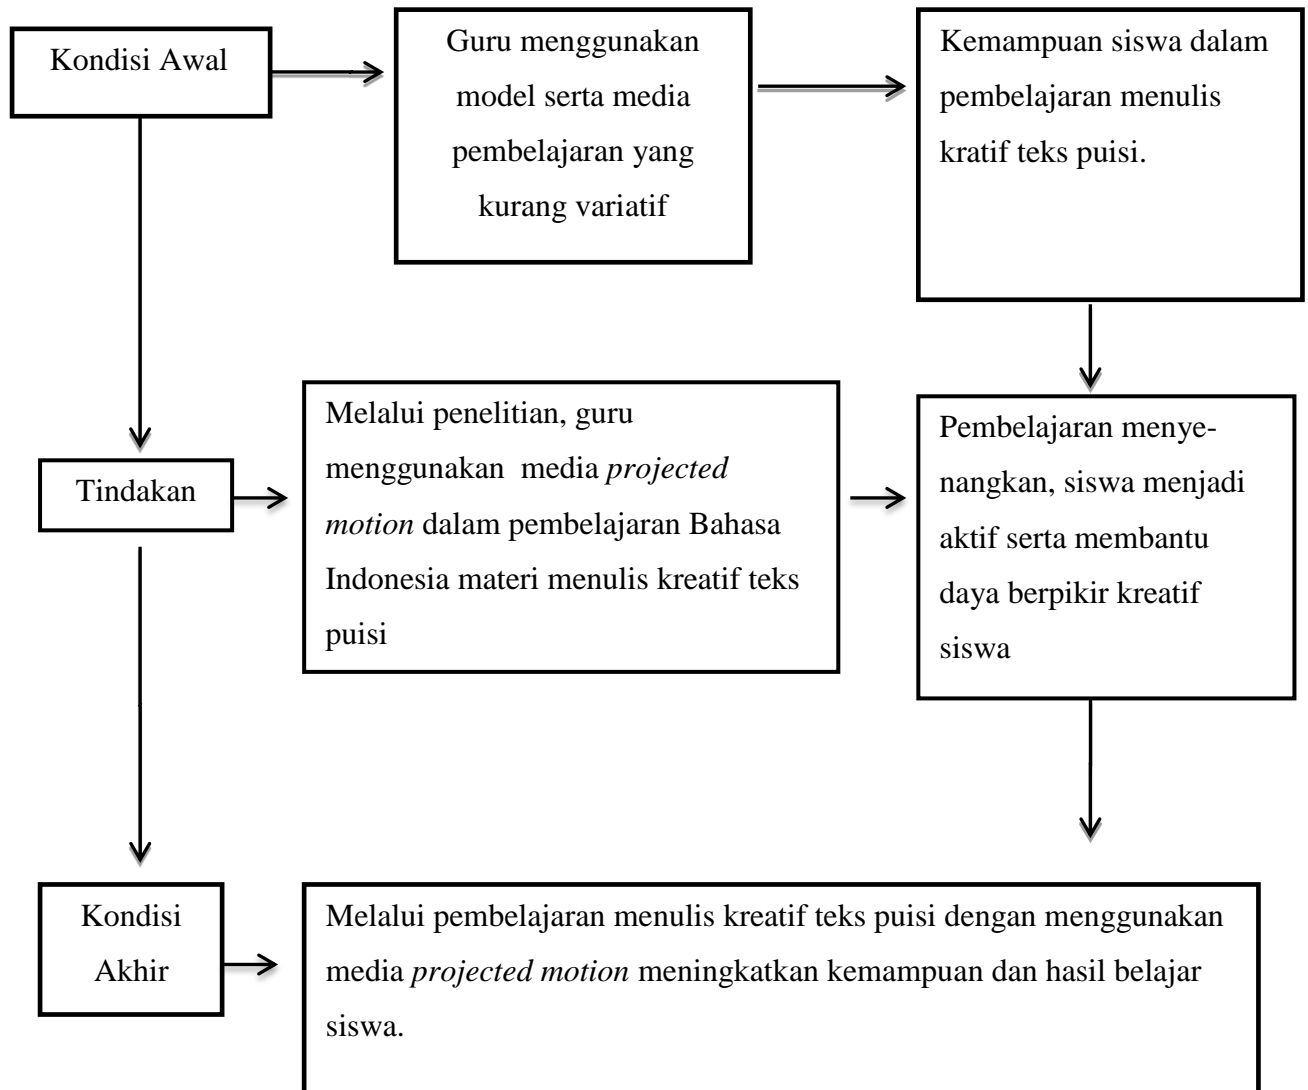 Kondisi Awal
Guru menggunakan
model serta media
pembelajaran yang
kurang variatif
Kemampuan siswa dalam
pembelajaran menulis
kratif teks puisi.
Tindakan
Melalui penelitian, guru
menggunakan media projected
motion dalam pembelajaran Bahasa
Indonesia materi menulis kreatif teks
puisi
Pembelajaran menye-
nangkan, siswa menjadi
aktif serta membantu
daya berpikir kreatif
siswa
Kondisi
Akhir
Melalui pembelajaran menulis kreatif teks puisi dengan menggunakan
media projected motion meningkatkan kemampuan dan hasil belajar
siswa.